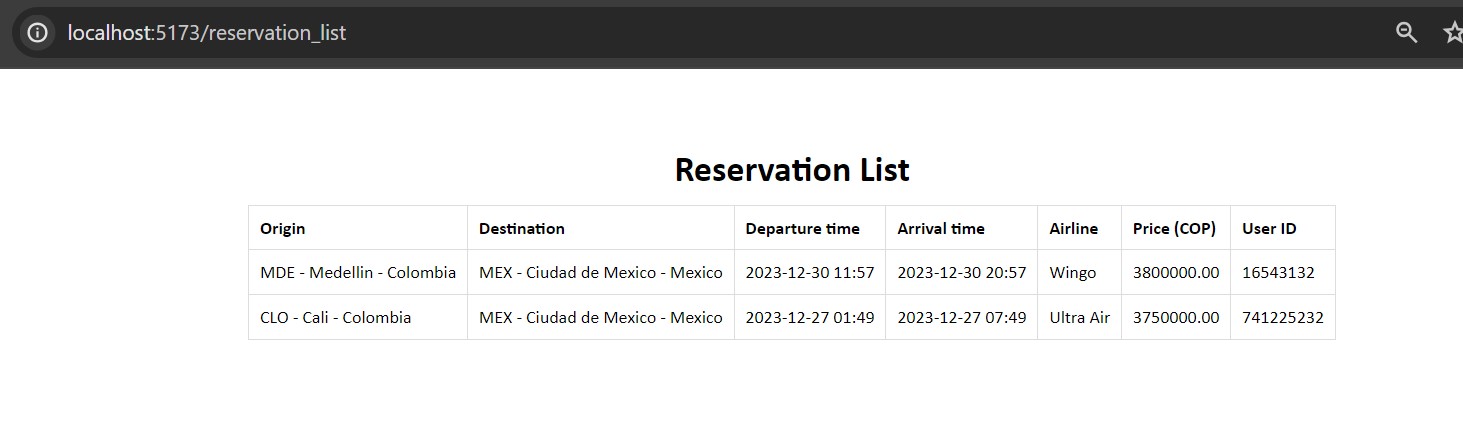 localhost:5173/reservation_list
Reservation List
Origin Destination Departure time Arrival time Airline Price (COP) User ID
MDE - Medellin - Colombia MEX - Ciudad de Mexico - Mexico 2023-12-30 11:57 2023-12-30 20:57 Wingo 3800000.00 16543132
CLO - Cali - Colombia MEX - Ciudad de Mexico - Mexico 2023-12-27 01:49 2023-12-27 07:49 Ultra Air 3750000.00 741225232